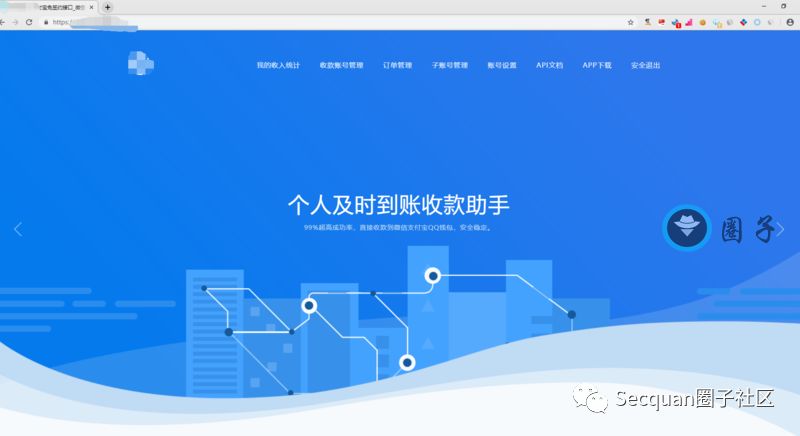 宝免签约接口_微信
https:
我的收入统计 收款账号管理 订单管理 子账号管理 账号设置 API文档 APP下载 安全退出
个人及时到账收款助手
99%超高成功率，直接收款到微信支付宝QQ钱包，安全稳定。
圈子
Secquan圈子社区